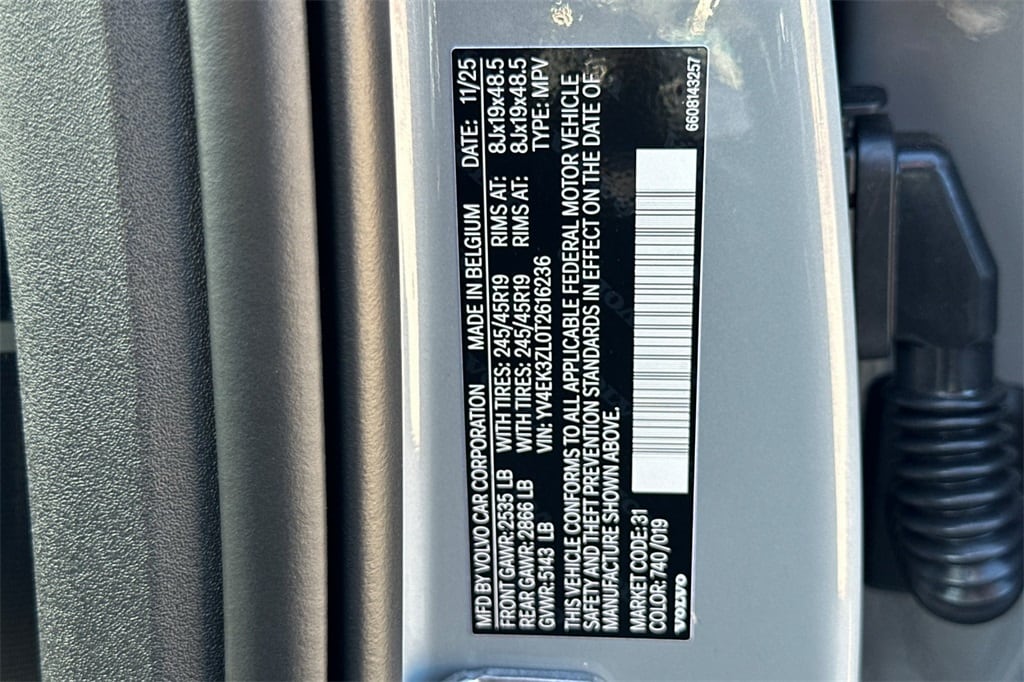 MFD BY VOLVO CAR CORPORATION MADE IN BELGIUM DATE: 11/25
FRONT GAWR:2535 LB WITH TIRES: 245/45R19 RIMS AT: 8Jx19x48.5
REAR GAWR:2866 LB WITH TIRES: 245/45R19 RIMS AT: 8Jx19x48.5
GVWR:5143 LB VIN: YV4EK3ZL0T2616236 TYPE: MPV
THIS VEHICLE CONFORMS TO ALL APPLICABLE FEDERAL MOTOR VEHICLE
SAFETY AND THEFT PREVENTION STANDARDS IN EFFECT ON THE DATE OF
MANUFACTURE SHOWN ABOVE.
MARKET CODE:31
COLOR: 740/019
VOLVO
6608143257